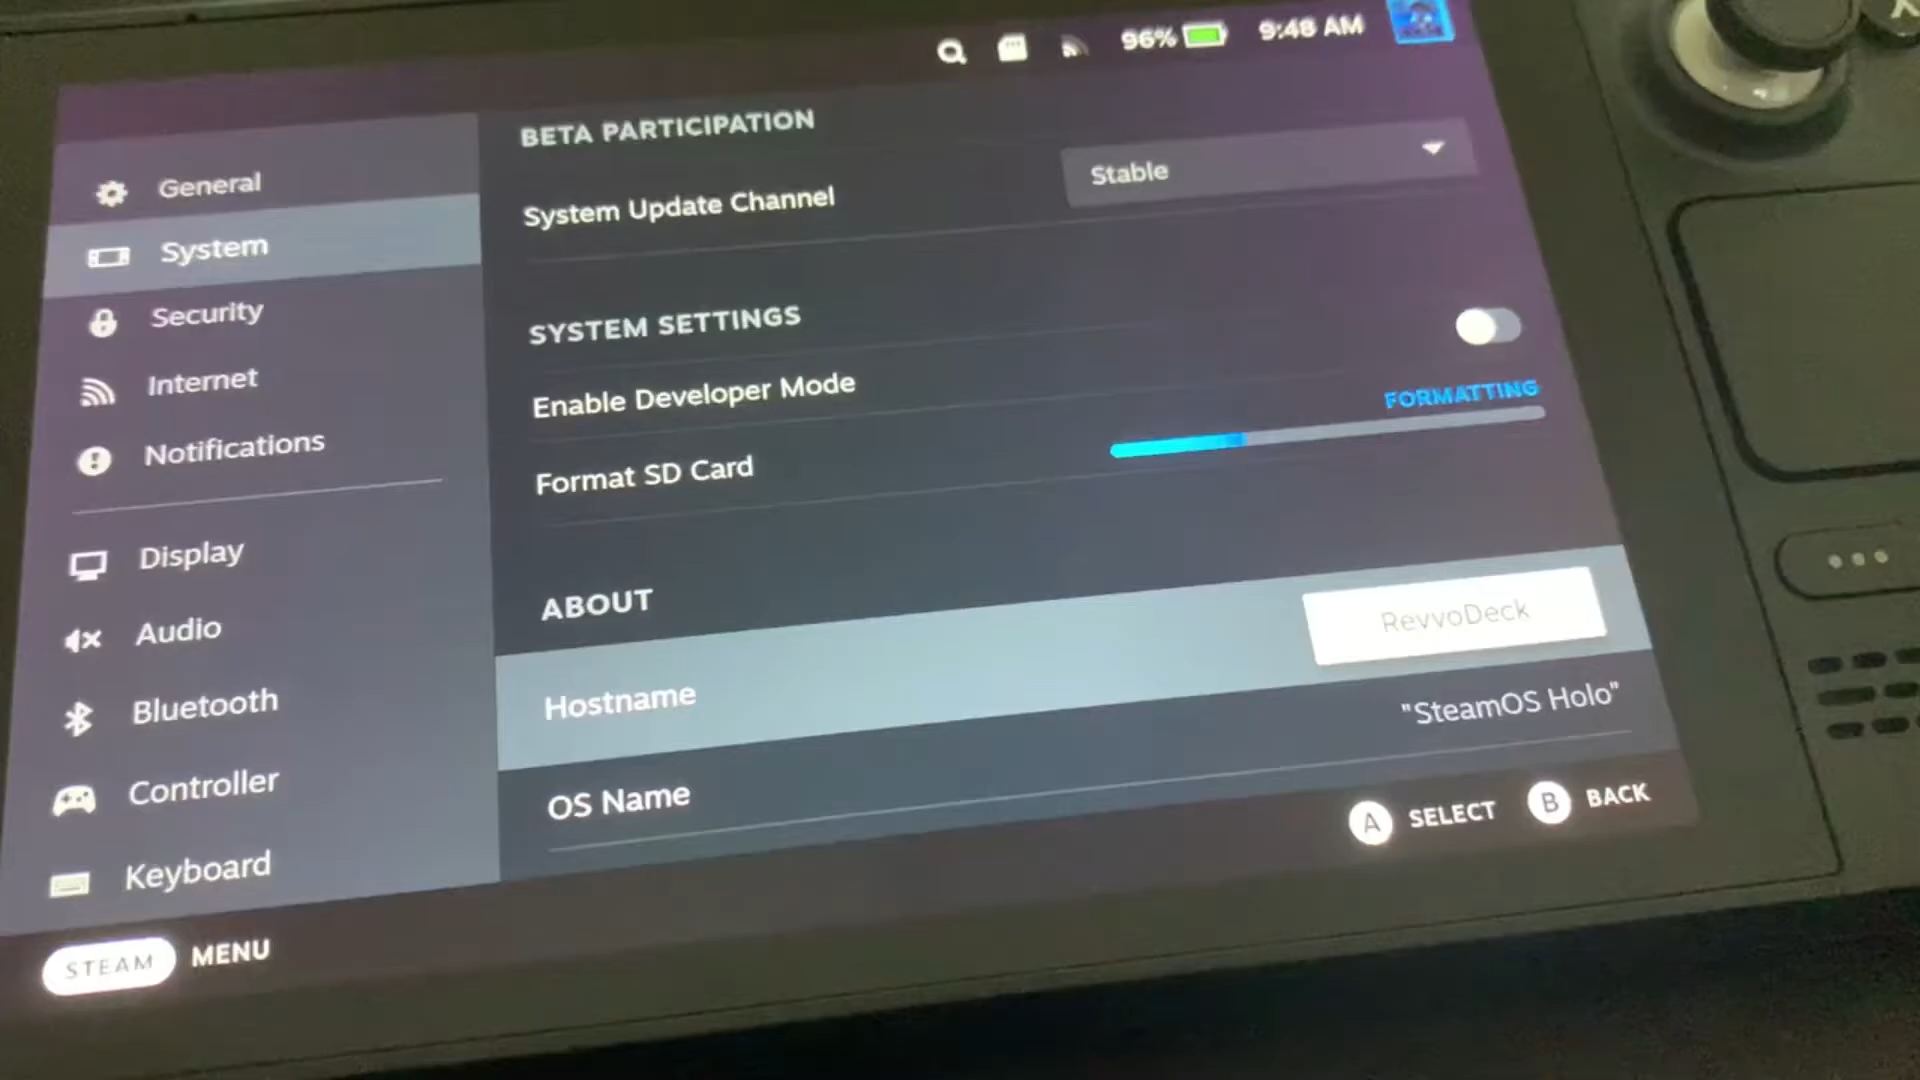 96% 9:48 AM
General
System
Security
Internet
Notifications
Display
Audio
Bluetooth
Controller
Keyboard
BETA PARTICIPATION
System Update Channel Stable
SYSTEM SETTINGS
Enable Developer Mode
FORMATTING
Format SD Card
ABOUT
Hostname RevvoDeck
OS Name "SteamOS Holo"
STEAM MENU
A SELECT B BACK